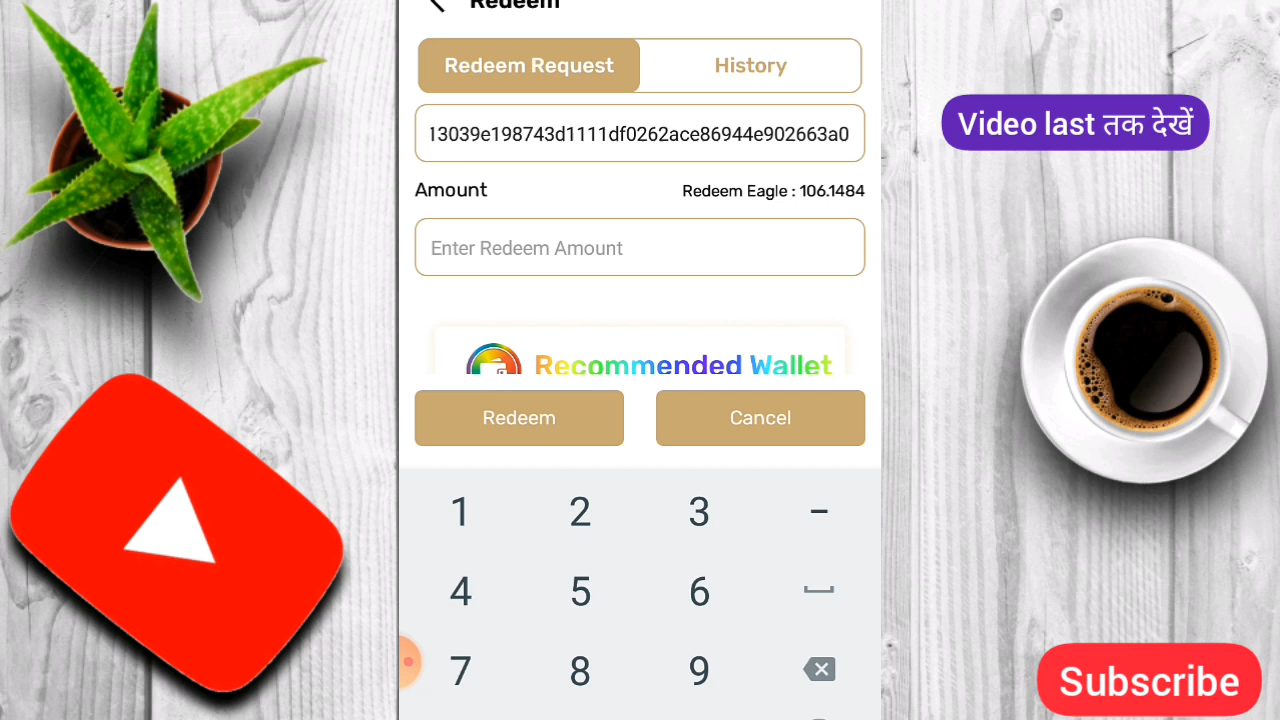 Redeem
Redeem Request
History
13039e198743d1111df0262ace86944e902663a0
Amount
Redeem Eagle : 106.1484
Enter Redeem Amount
Recommended Wallet
Redeem
Cancel
1 2 3 -
4 5 6
7 8 9
Video last तक देखें
Subscribe